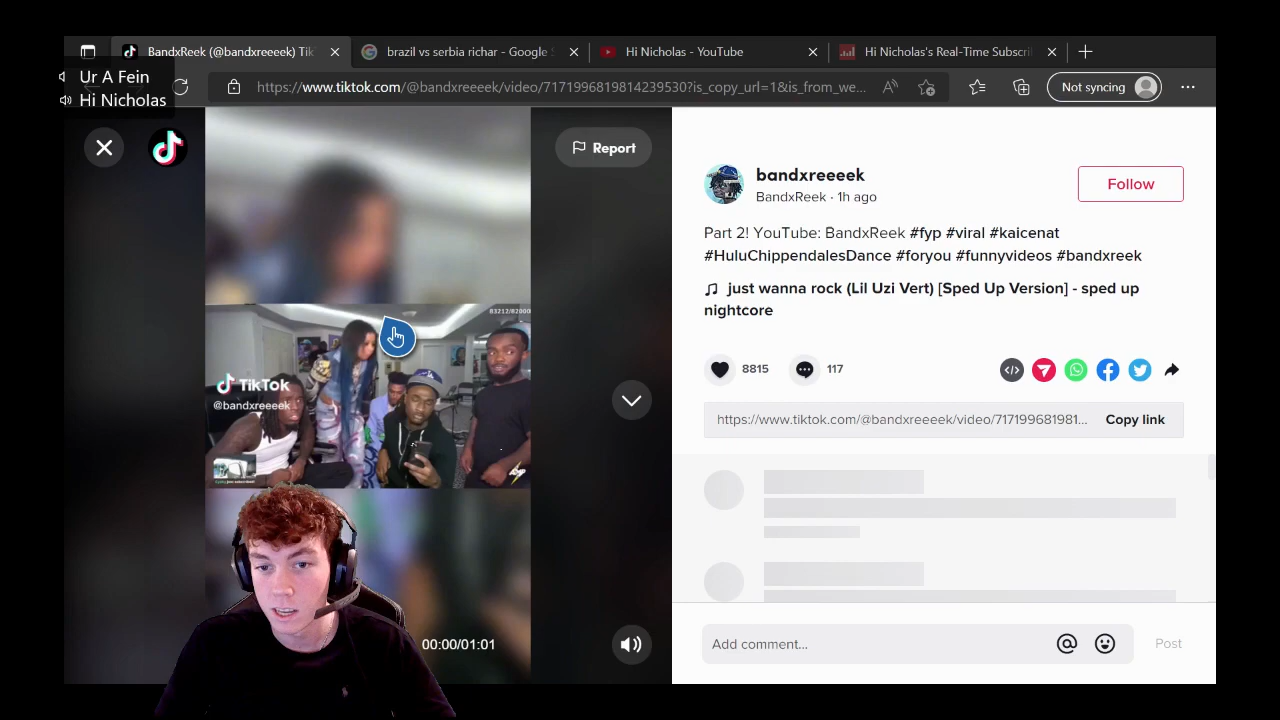 BandxReek (@bandxreeeek) Tik
brazil vs serbia richar - Google S
Hi Nicholas - YouTube
Hi Nicholas's Real-Time Subscri
Ur A Fein
Hi Nicholas
https://www.tiktok.com/@bandxreeeek/video/7171996819814239530?is_copy_url=1&is_from_we...
Not syncing
Report
bandxreeeek
BandxReek · 1h ago
Follow
Part 2! YouTube: BandxReek #fyp #viral #kaicenat
#HuluChippendalesDance #foryou #funnyvideos #bandxreek
just wanna rock (Lil Uzi Vert) [Sped Up Version] - sped up
nightcore
83212/82000
TikTok
@bandxreeeek
8815
117
https://www.tiktok.com/@bandxreeeek/video/717199681981...
Copy link
00:00/01:01
Add comment...
Post